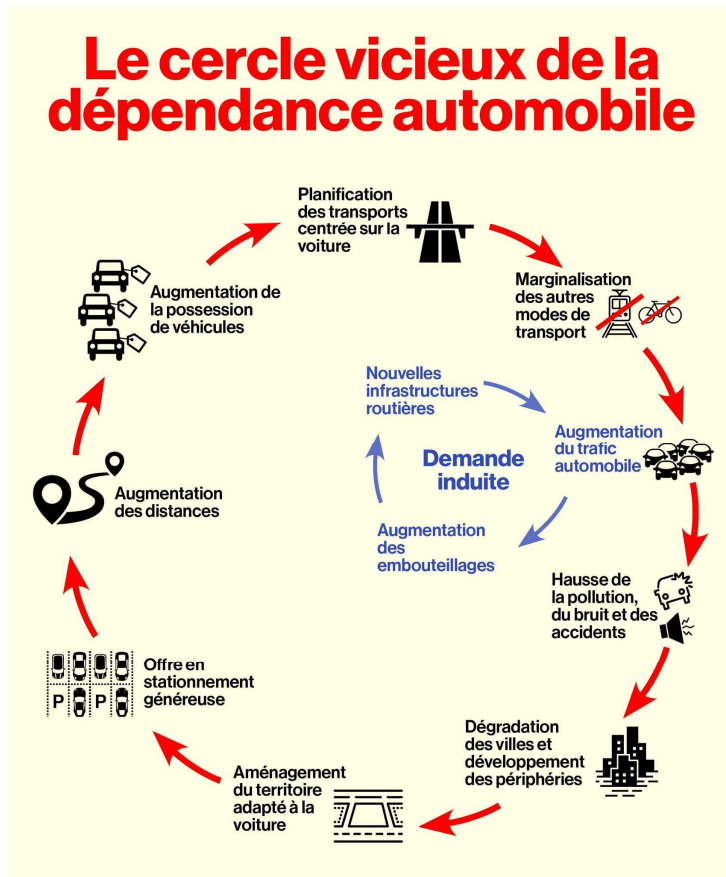 Le cercle vicieux de la
dépendance automobile
Planification
des transports
centrée sur la
voiture
Marginalisation
des autres
modes de
transport
Augmentation
du trafic
automobile
Hausse de
la pollution,
du bruit et des
accidents
Dégradation
des villes et
développement
des périphéries
Aménagement
du territoire
adapté à la
voiture
Offre en
stationnement
généreuse
P P
Augmentation
des distances
Augmentation de
la possession
de véhicules
Nouvelles
infrastructures
routières
Demande
induite
Augmentation
des
embouteillages